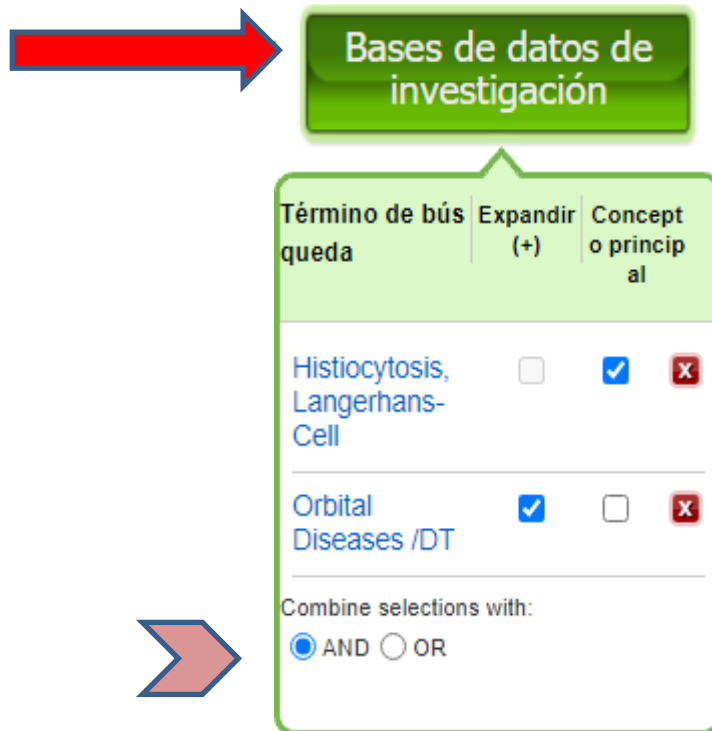 Bases de datos de
investigación
Término de bús Expandir Concept
queda (+) o princip
al
Histiocytosis,
Langerhans-
Cell
Orbital
Diseases /DT
Combine selections with:
AND OR